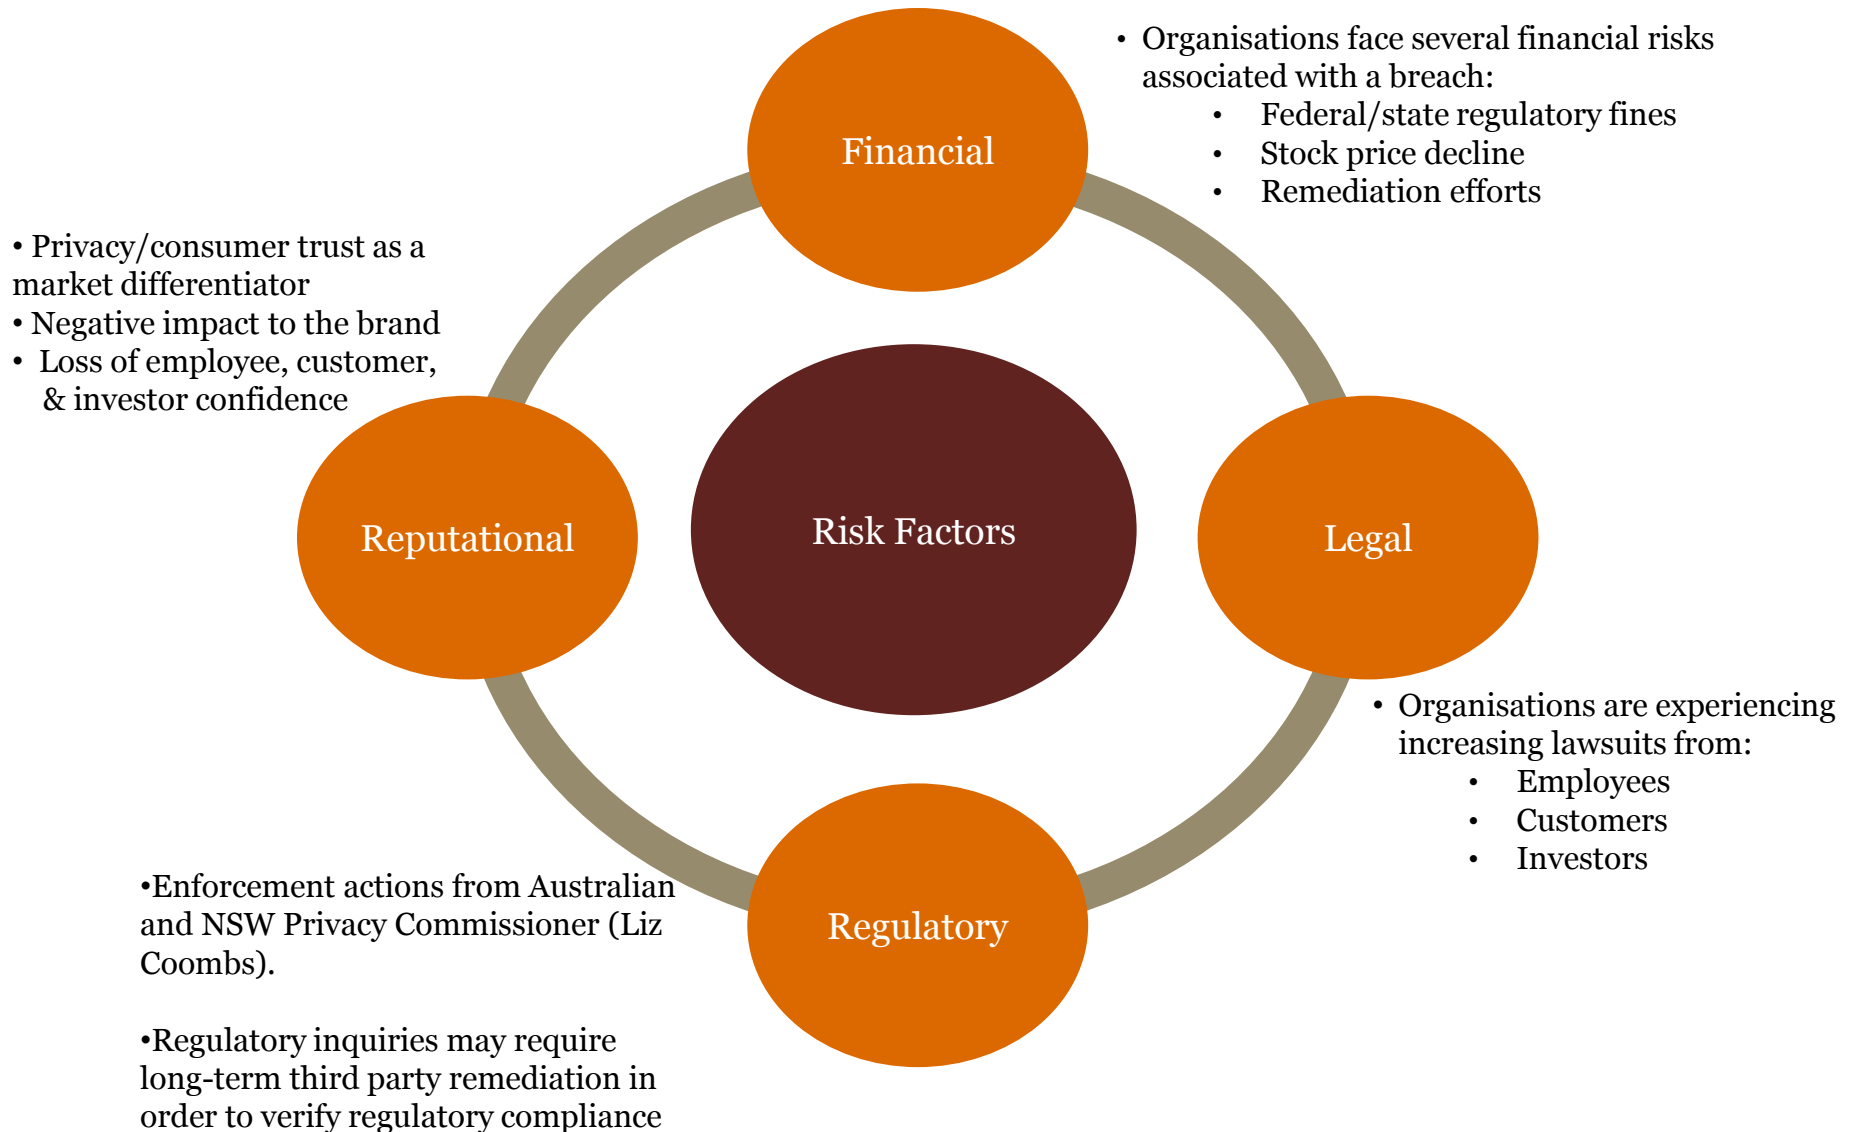 Financial
• Organisations face several financial risks
associated with a breach:
• Federal/state regulatory fines
• Stock price decline
• Remediation efforts
• Privacy/consumer trust as a
market differentiator
• Negative impact to the brand
• Loss of employee, customer,
& investor confidence
Reputational
Risk Factors
Legal
• Organisations are experiencing
increasing lawsuits from:
• Employees
• Customers
• Investors
Regulatory
•Enforcement actions from Australian
and NSW Privacy Commissioner (Liz
Coombs).
•Regulatory inquiries may require
long-term third party remediation in
order to verify regulatory compliance